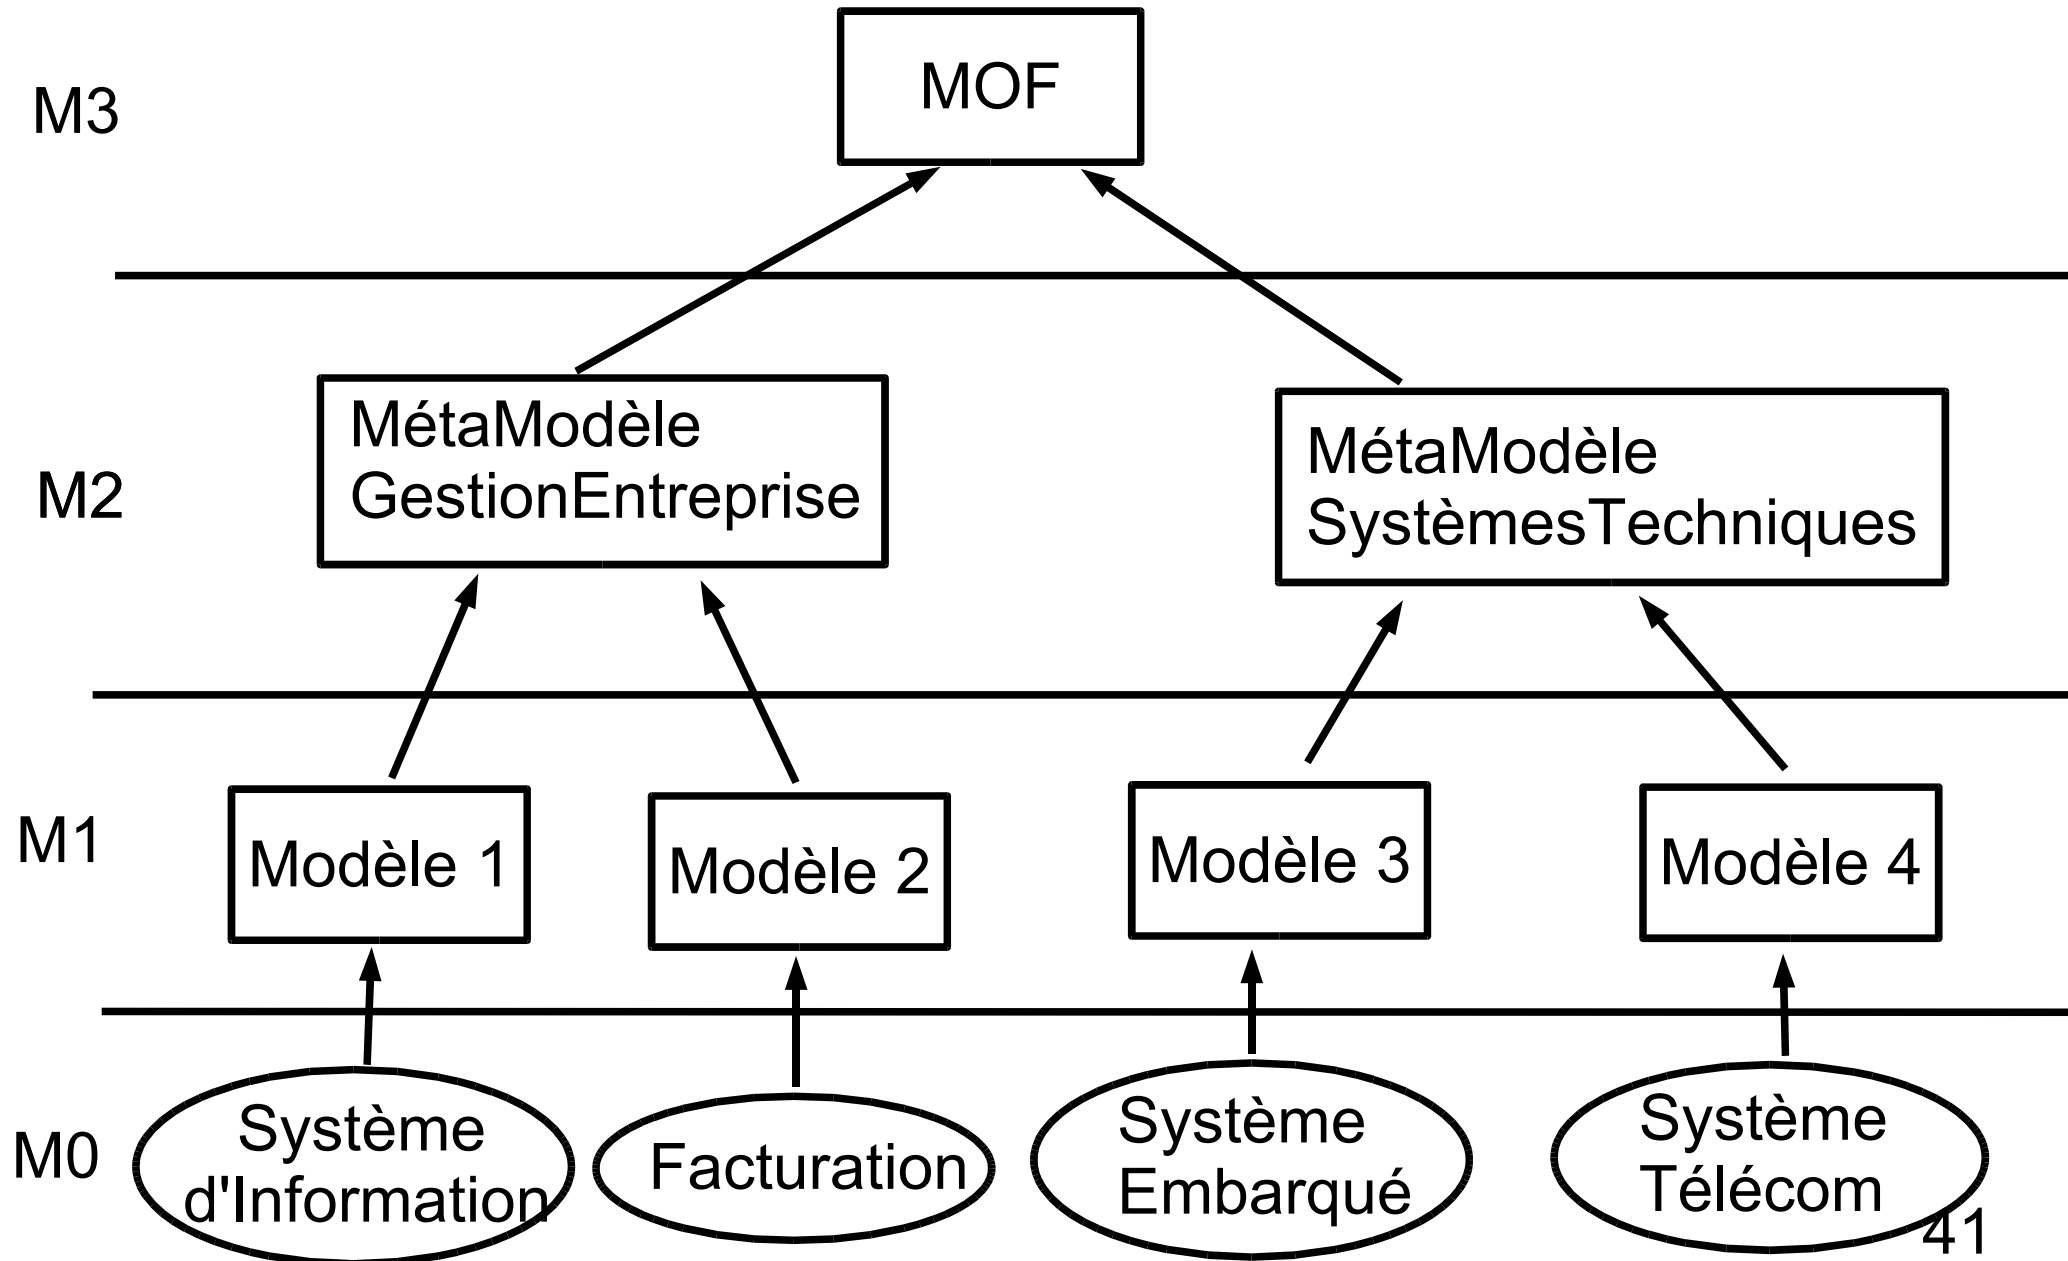 MOF
M3
MétaModèle
GestionEntreprise
MétaModèle
SystèmesTechniques
M2
M1
Modèle 1
Modèle 2
Modèle 3
Modèle 4
M0
Système
d'Information
Facturation
Système
Embarqué
Système
Télécom
41